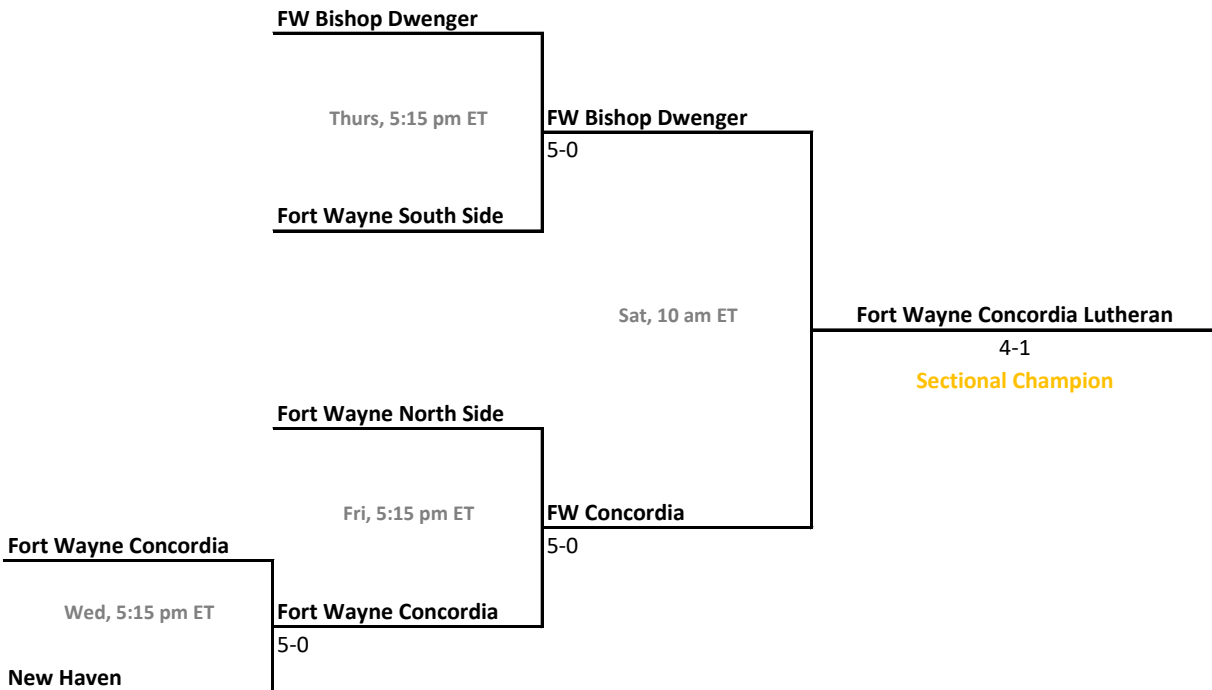 FW Bishop Dwenger
Thurs, 5:15 pm ET
FW Bishop Dwenger
5-0
Fort Wayne South Side
Sat, 10 am ET
Fort Wayne Concordia Lutheran
4-1
Sectional Champion
Fort Wayne North Side
Fri, 5:15 pm ET
FW Concordia
5-0
Fort Wayne Concordia
Wed, 5:15 pm ET
Fort Wayne Concordia
5-0
New Haven